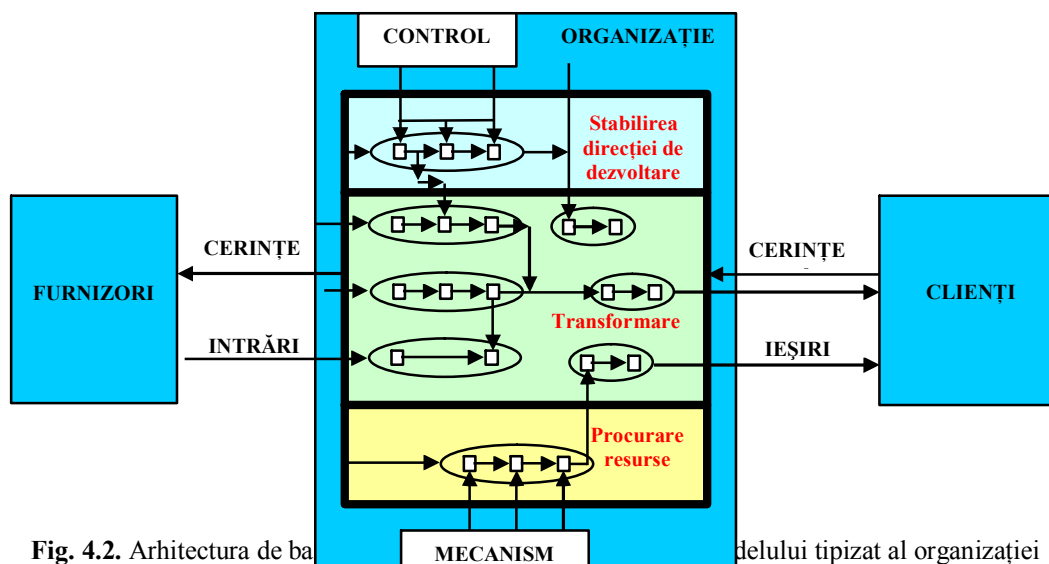 CONTROL ORGANIZAȚIE
Stabilirea
direcției de
dezvoltare
CERINȚE
FURNIZORI
INTRĂRI
CERINȚE
CLIENȚI
IEŞIRI
Transformare
Procurare
resurse
MECANISM
Fig. 4.2. Arhitectura de ba delului tipizat al organizației